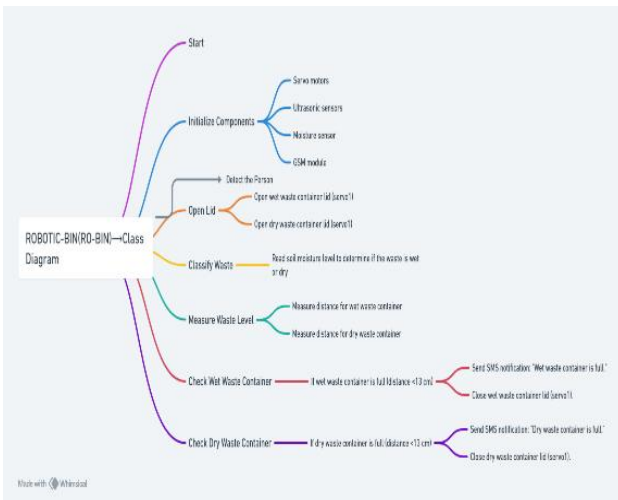 Start
Servo motors
Ultrasonic sensors
Initialize Components
Moisture sensor
GSM module
Detect the Person
Open wet waste container lid (servo1)
Open Lid
Open dry waste container lid (servo1)
ROBOTIC-BIN(RO-BIN)→Class
Diagram
Classify Waste
Read soil moisture level to determine if the waste is wet
or dry
Measure distance for wet waste container
Measure Waste Level
Measure distance for dry waste container
Send SMS notification: "Wet waste container is full."
Check Wet Waste Container
If wet waste container is full (distance <13 cm)
Close wet waste container lid (servo1).
Send SMS notification: "Dry waste container is full."
Check Dry Waste Container
If dry waste container is full (distance <13 cm)
Close dry waste container lid (servo1).
Made with Whimsical